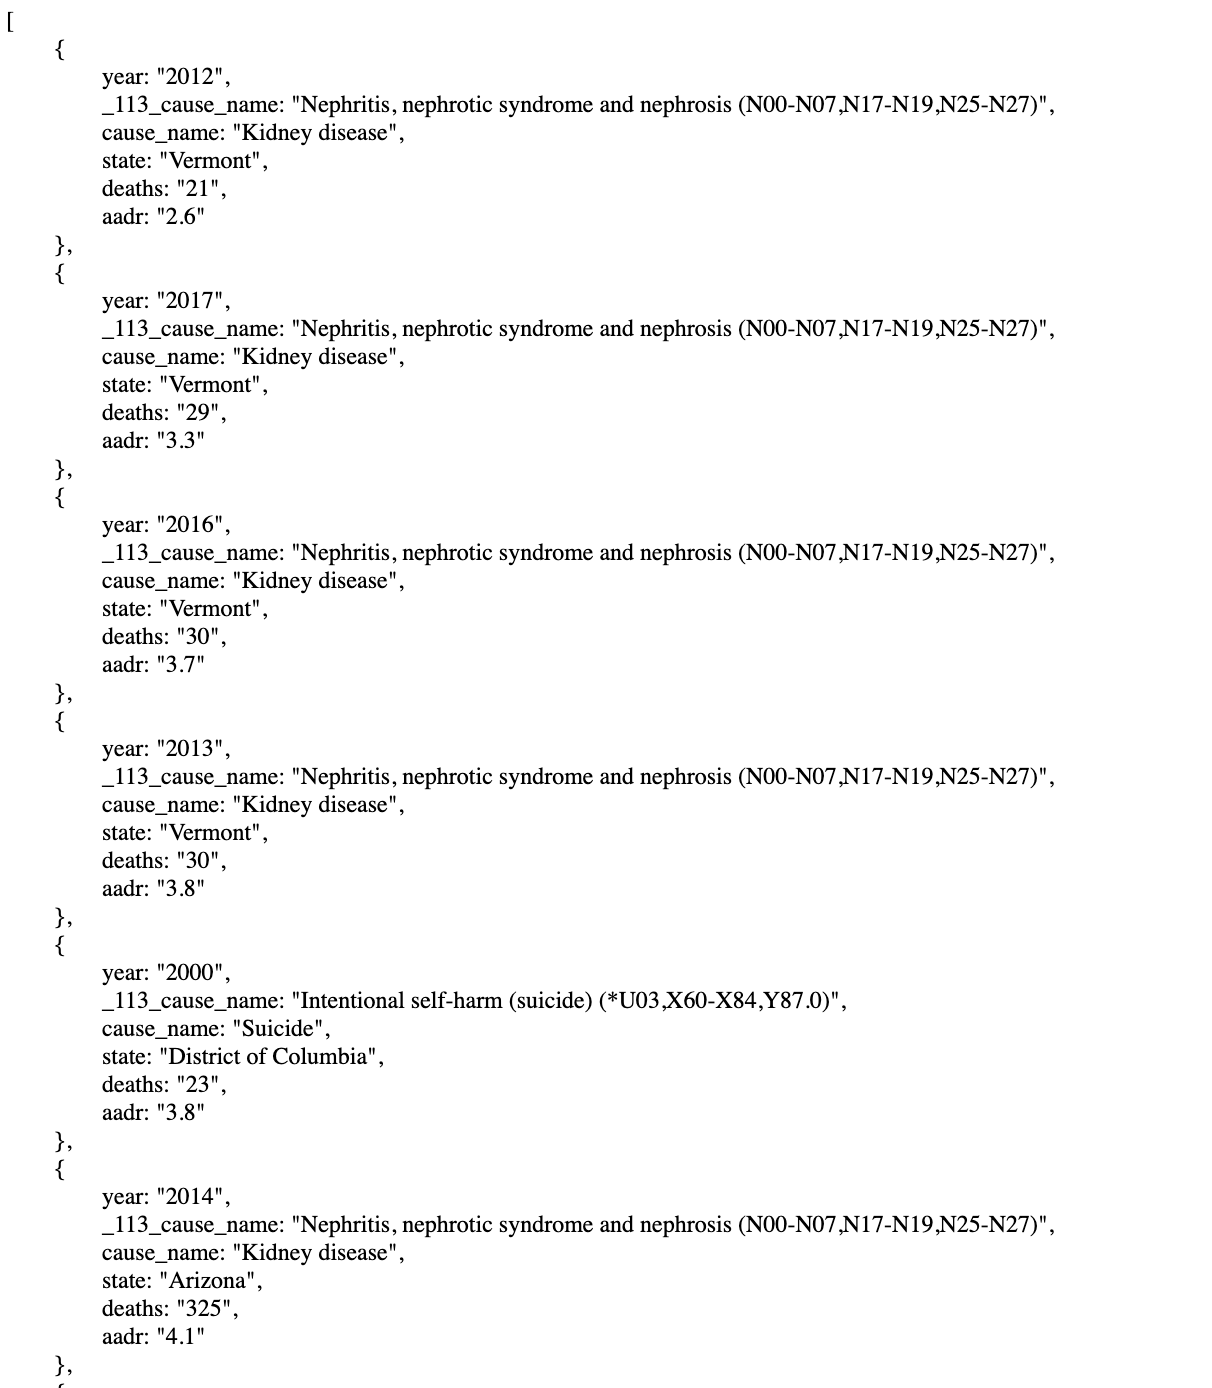 [
{
year: "2012",
_113_cause_name: "Nephritis, nephrotic syndrome and nephrosis (N00-N07,N17-N19,N25-N27)",
cause_name: "Kidney disease",
state: "Vermont",
deaths: "21",
aadr: "2.6"
},
{
year: "2017",
_113_cause_name: "Nephritis, nephrotic syndrome and nephrosis (N00-N07,N17-N19,N25-N27)",
cause_name: "Kidney disease",
state: "Vermont",
deaths: "29",
aadr: "3.3"
},
{
year: "2016",
_113_cause_name: "Nephritis, nephrotic syndrome and nephrosis (N00-N07,N17-N19,N25-N27)",
cause_name: "Kidney disease",
state: "Vermont",
deaths: "30",
aadr: "3.7"
},
{
year: "2013",
_113_cause_name: "Nephritis, nephrotic syndrome and nephrosis (N00-N07,N17-N19,N25-N27)",
cause_name: "Kidney disease",
state: "Vermont",
deaths: "30",
aadr: "3.8"
},
{
year: "2000",
_113_cause_name: "Intentional self-harm (suicide) (*U03,X60-X84,Y87.0)",
cause_name: "Suicide",
state: "District of Columbia",
deaths: "23",
aadr: "3.8"
},
{
year: "2014",
_113_cause_name: "Nephritis, nephrotic syndrome and nephrosis (N00-N07,N17-N19,N25-N27)",
cause_name: "Kidney disease",
state: "Arizona",
deaths: "325",
aadr: "4.1"
},
{